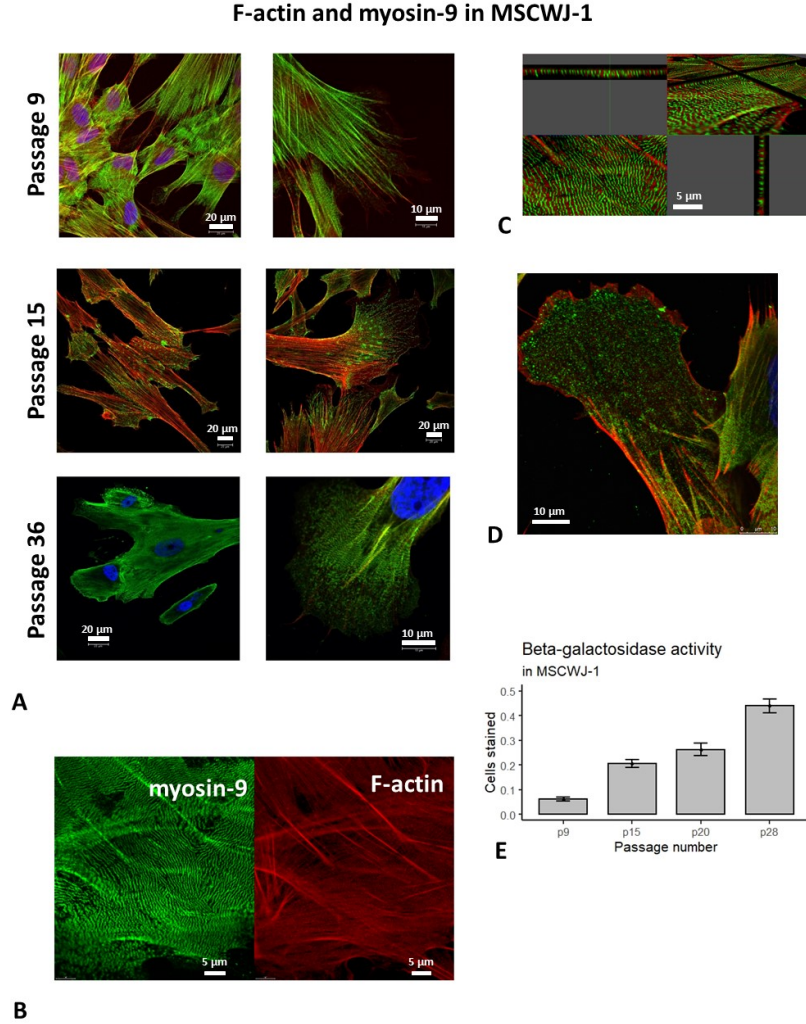 F-actin and myosin-9 in MSCWJ-1
Passage 9
20 µm
10 µm
Passage 15
20 µm
20 µm
Passage 36
20 µm
10 µm
A
myosin-9
F-actin
5 µm
5 µm
B
5 µm
C
10 µm
D
Beta-galactosidase activity
in MSCWJ-1
Cells stained
0.5
0.4
0.3
0.2
0.1
0.0
p9 p15 p20 p28
Passage number
E